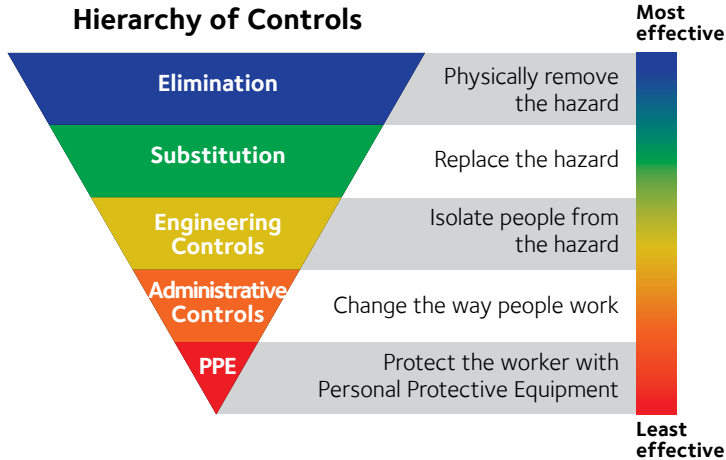 Hierarchy of Controls
Most
effective
Elimination
Physically remove
the hazard
Substitution
Replace the hazard
Engineering
Controls
Isolate people from
the hazard
Administrative
Controls
Change the way people work
PPE
Protect the worker with
Personal Protective Equipment
Least
effective